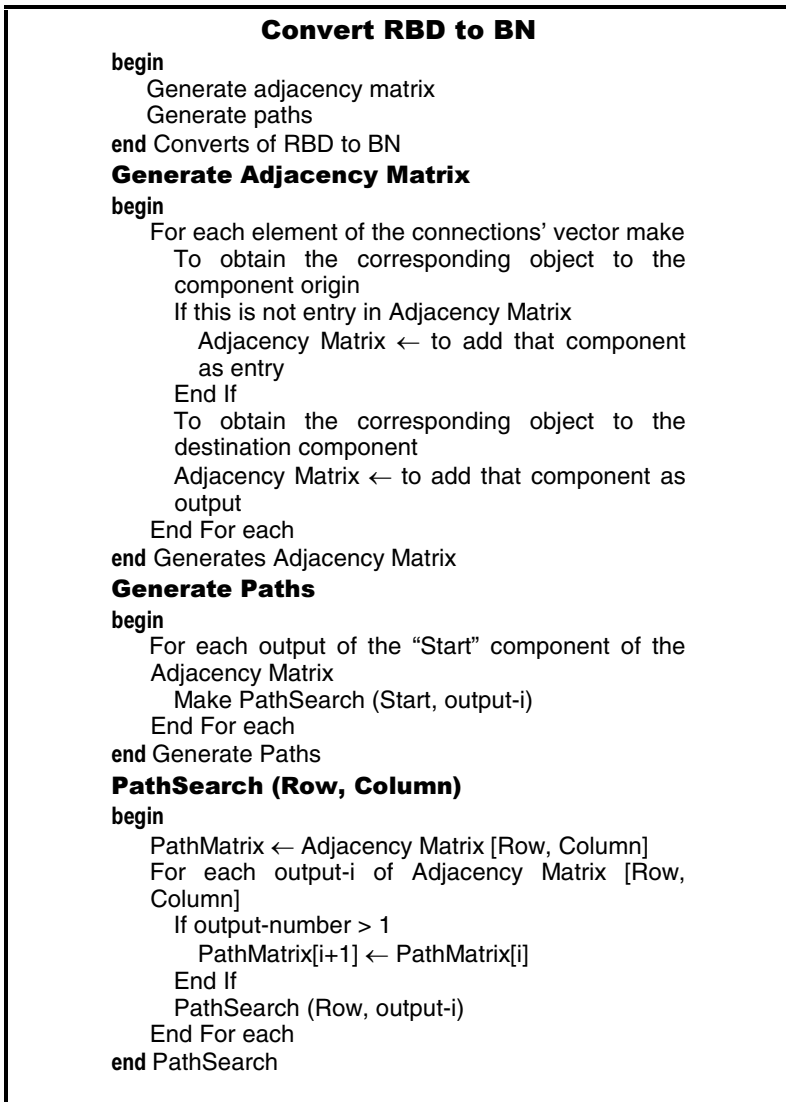 Convert RBD to BN
begin
Generate adjacency matrix
Generate paths
end Converts of RBD to BN
Generate Adjacency Matrix
begin
For each element of the connections’ vector make
To obtain the corresponding object to the
component origin
If this is not entry in Adjacency Matrix
Adjacency Matrix ← to add that component
as entry
End If
To obtain the corresponding object to the
destination component
Adjacency Matrix ← to add that component as
output
End For each
end Generates Adjacency Matrix
Generate Paths
begin
For each output of the “Start” component of the
Adjacency Matrix
Make PathSearch (Start, output-i)
End For each
end Generate Paths
PathSearch (Row, Column)
begin
PathMatrix ← Adjacency Matrix [Row, Column]
For each output-i of Adjacency Matrix [Row,
Column]
If output-number > 1
PathMatrix[i+1] ← PathMatrix[i]
End If
PathSearch (Row, output-i)
End For each
end PathSearch